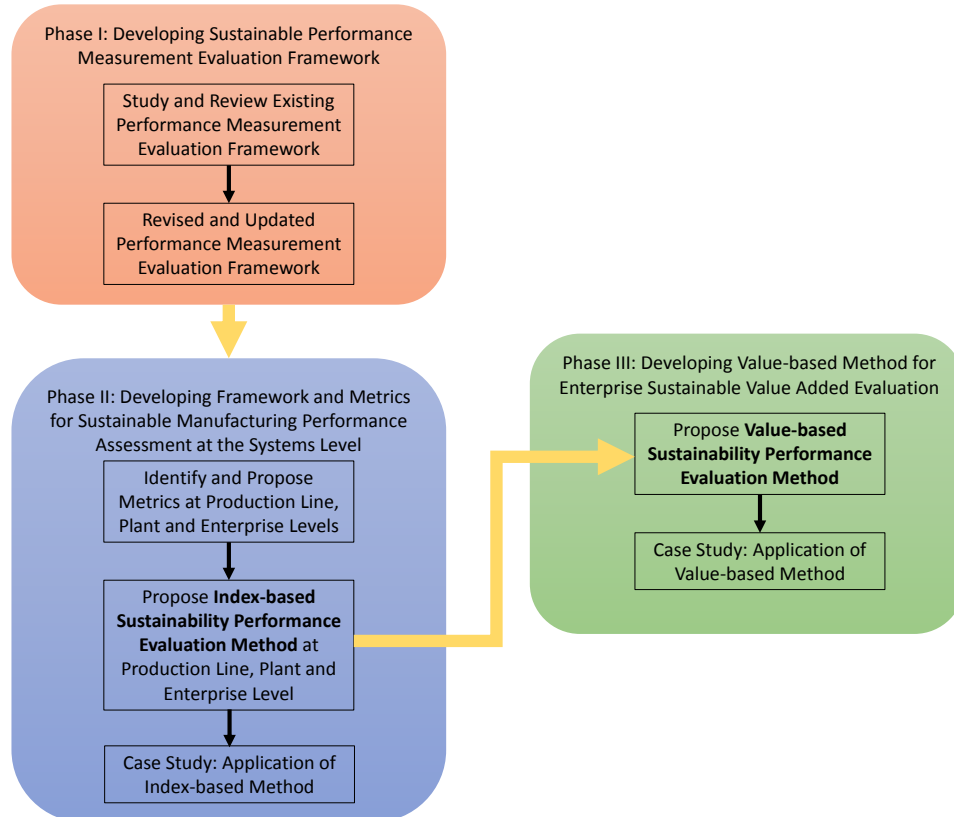 Phase I: Developing Sustainable Performance
Measurement Evaluation Framework
Study and Review Existing
Performance Measurement
Evaluation Framework
Revised and Updated
Performance Measurement
Evaluation Framework
Phase II: Developing Framework and Metrics
for Sustainable Manufacturing Performance
Assessment at the Systems Level
Identify and Propose
Metrics at Production Line,
Plant and Enterprise Levels
Propose Index-based
Sustainability Performance
Evaluation Method at
Production Line, Plant and
Enterprise Level
Case Study: Application of
Index-based Method
Phase III: Developing Value-based Method for
Enterprise Sustainable Value Added Evaluation
Propose Value-based
Sustainability Performance
Evaluation Method
Case Study: Application of
Value-based Method